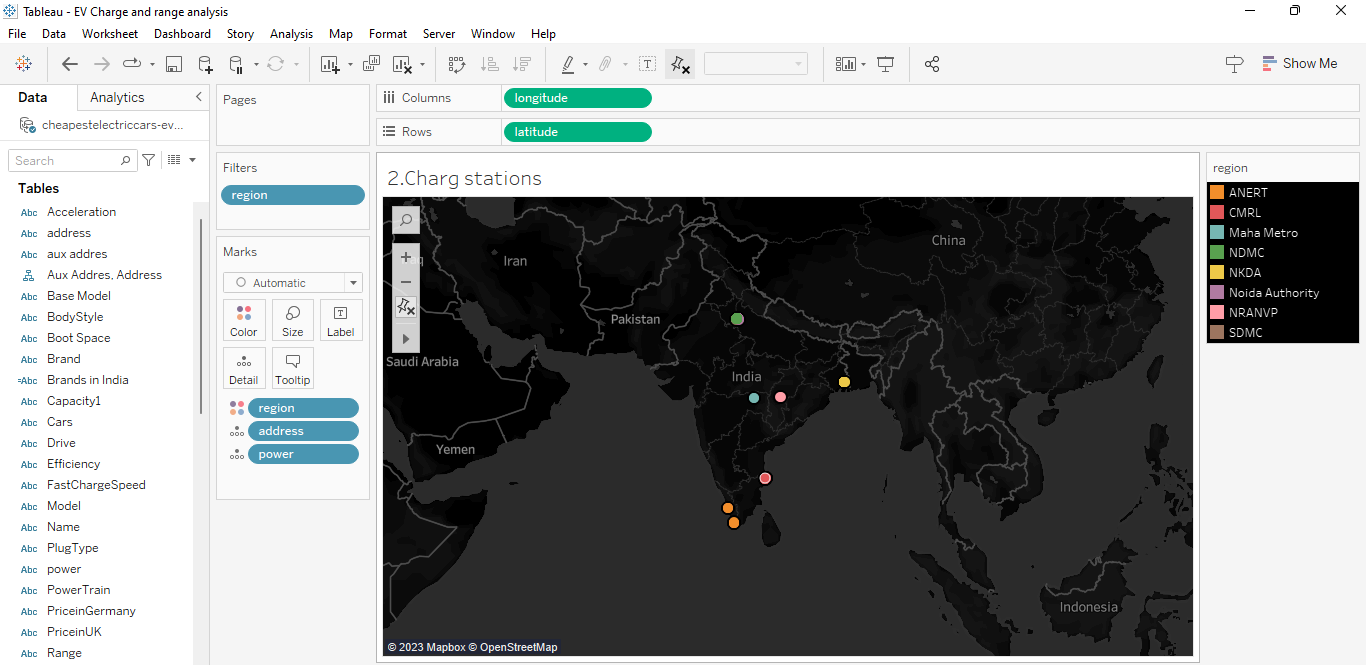 Tableau - EV Charge and range analysis
File Data Worksheet Dashboard Story Analysis Map Format Server Window Help
T
Show Me
Data Analytics
cheapestelectriccars-ev...
Search
Tables
Abc Acceleration
Abc address
Abc aux addres
Aux Addres, Address
Abc Base Model
Abc BodyStyle
Abc Boot Space
Abc Brand
=Abc Brands in India
Abc Capacity1
Abc Cars
Abc Drive
Abc Efficiency
Abc FastChargeSpeed
Abc Model
Abc Name
Abc PlugType
Abc power
Abc PowerTrain
Abc PriceinGermany
Abc PriceinUK
Abc Range
Pages
Filters
region
Marks
Automatic
Color Size Label
Detail Tooltip
region
address
power
Columns longitude
Rows latitude
2.Charg stations
China
Iran
Pakistan
Saudi Arabia
India
Yemen
Indonesia
© 2023 Mapbox © OpenStreetMap
region
ANERT
CMRL
Maha Metro
NDMC
NKDA
Noida Authority
NRANVP
SDMC